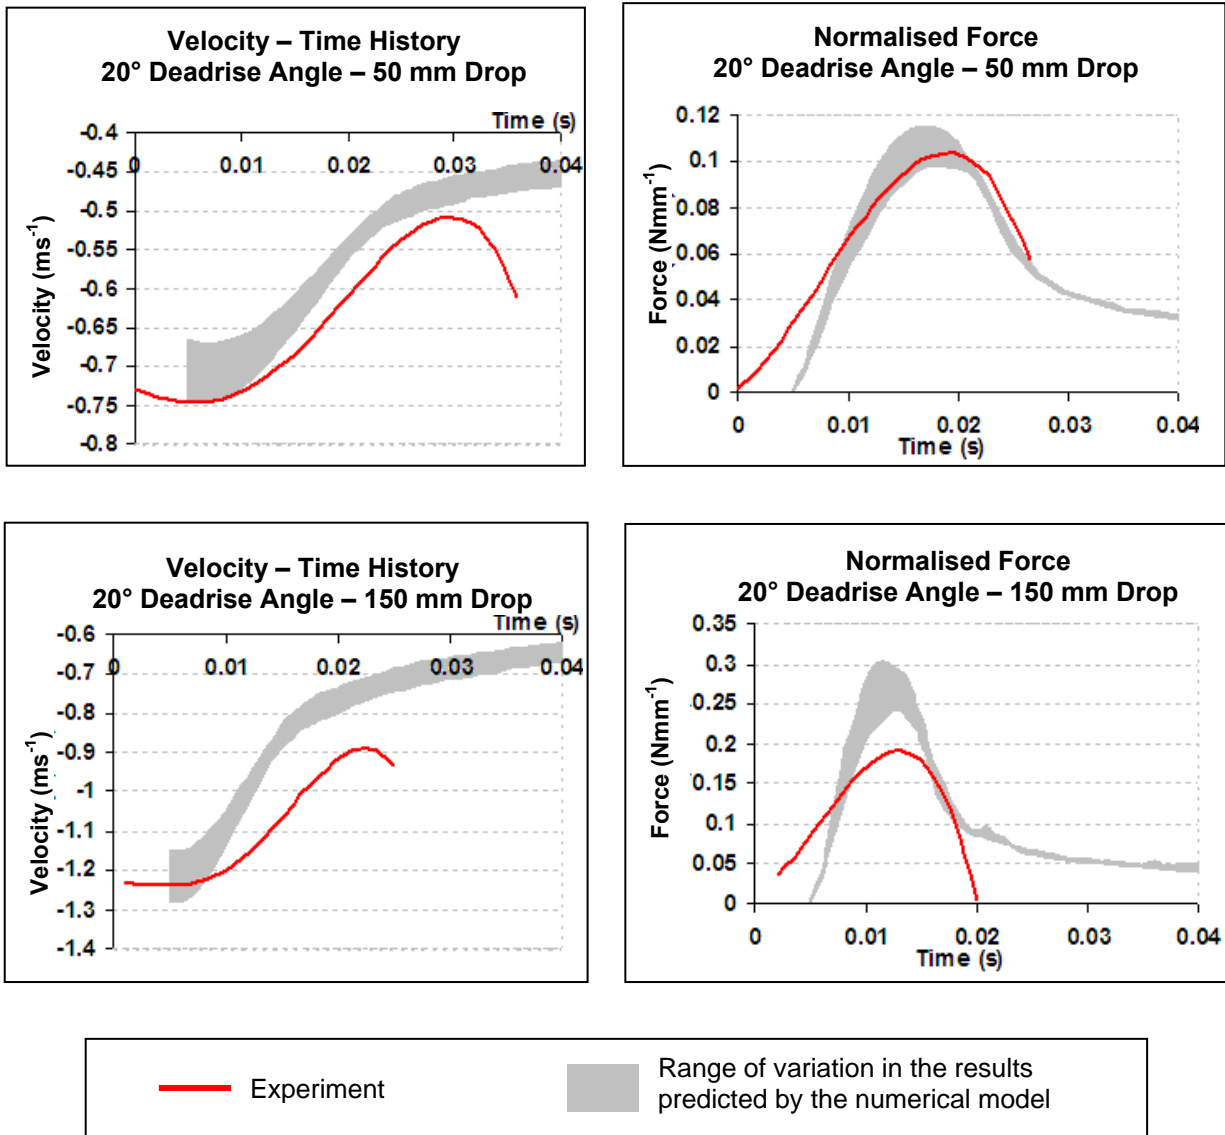 Velocity – Time History
20° Deadrise Angle – 50 mm Drop
Time (s)
-0.4
0 0.01 0.02 0.03 0.04
-0.45
-0.5
-0.55
-0.6
-0.65
-0.7
-0.75
-0.8
Velocity (ms⁻¹)
Normalised Force
20° Deadrise Angle – 50 mm Drop
0.12
0.1
0.08
0.06
0.04
0.02
0
Force (Nmm⁻¹)
0 0.01 0.02 0.03 0.04
Time (s)
Velocity – Time History
20° Deadrise Angle – 150 mm Drop
Time (s)
-0.6
0 0.01 0.02 0.03 0.04
-0.7
-0.8
-0.9
-1
-1.1
-1.2
-1.3
-1.4
Velocity (ms⁻¹)
Normalised Force
20° Deadrise Angle – 150 mm Drop
0.35
0.3
0.25
0.2
0.15
0.1
0.05
0
Force (Nmm⁻¹)
0 0.01 0.02 0.03 0.04
Time (s)
Experiment
Range of variation in the results
predicted by the numerical model